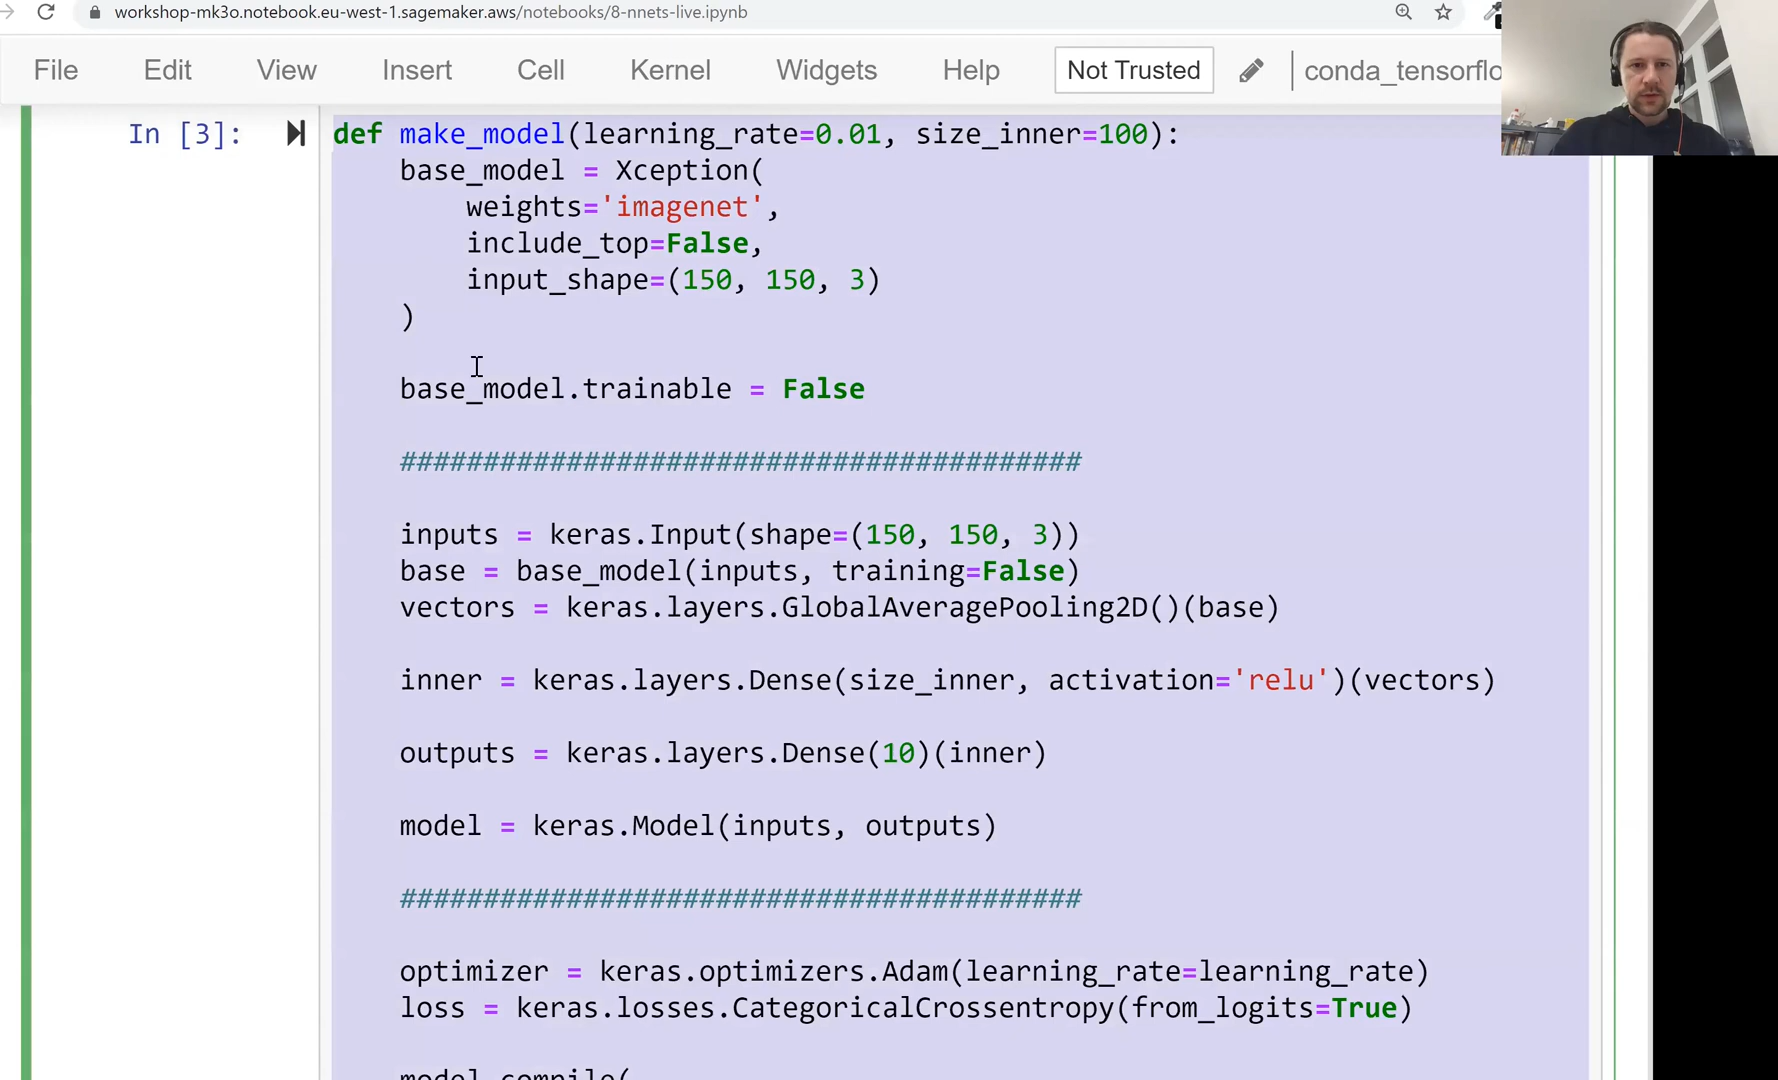 workshop-mk3o.notebook.eu-west-1.sagemaker.aws/notebooks/8-nnets-live.ipynb
File Edit View Insert Cell Kernel Widgets Help Not Trusted conda_tensorflo
In [3]: def make_model(learning_rate=0.01, size_inner=100):
    base_model = Xception(
        weights='imagenet',
        include_top=False,
        input_shape=(150, 150, 3)
    )
    base_model.trainable = False
    #########################################
    inputs = keras.Input(shape=(150, 150, 3))
    base = base_model(inputs, training=False)
    vectors = keras.layers.GlobalAveragePooling2D()(base)
    inner = keras.layers.Dense(size_inner, activation='relu')(vectors)
    outputs = keras.layers.Dense(10)(inner)
    model = keras.Model(inputs, outputs)
    #########################################
    optimizer = keras.optimizers.Adam(learning_rate=learning_rate)
    loss = keras.losses.CategoricalCrossentropy(from_logits=True)
    model.compile(